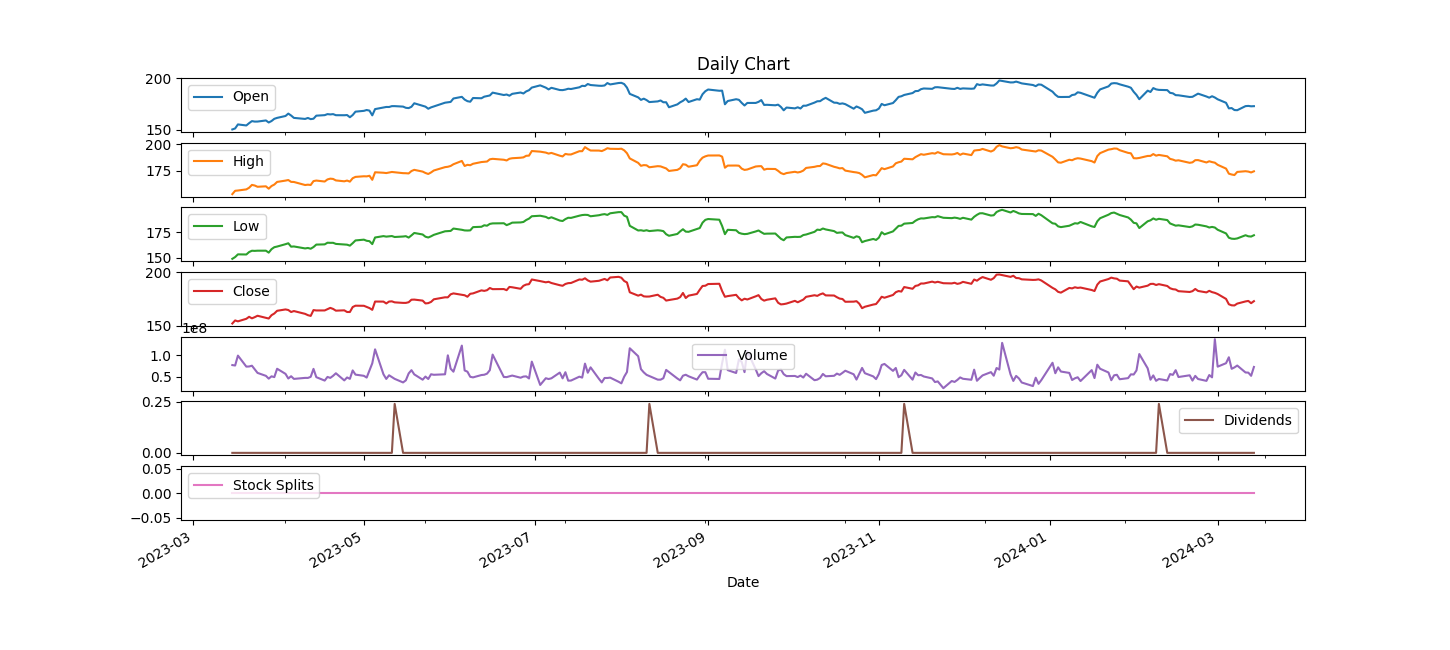 Daily Chart
200
150
Open
200
175
High
175
150
Low
200
150
Close
1e8
1.0
0.5
Volume
0.25
0.00
Dividends
0.05
0.00
−0.05
Stock Splits
2023-03
2023-05
2023-07
2023-09
2023-11
2024-01
2024-03
Date